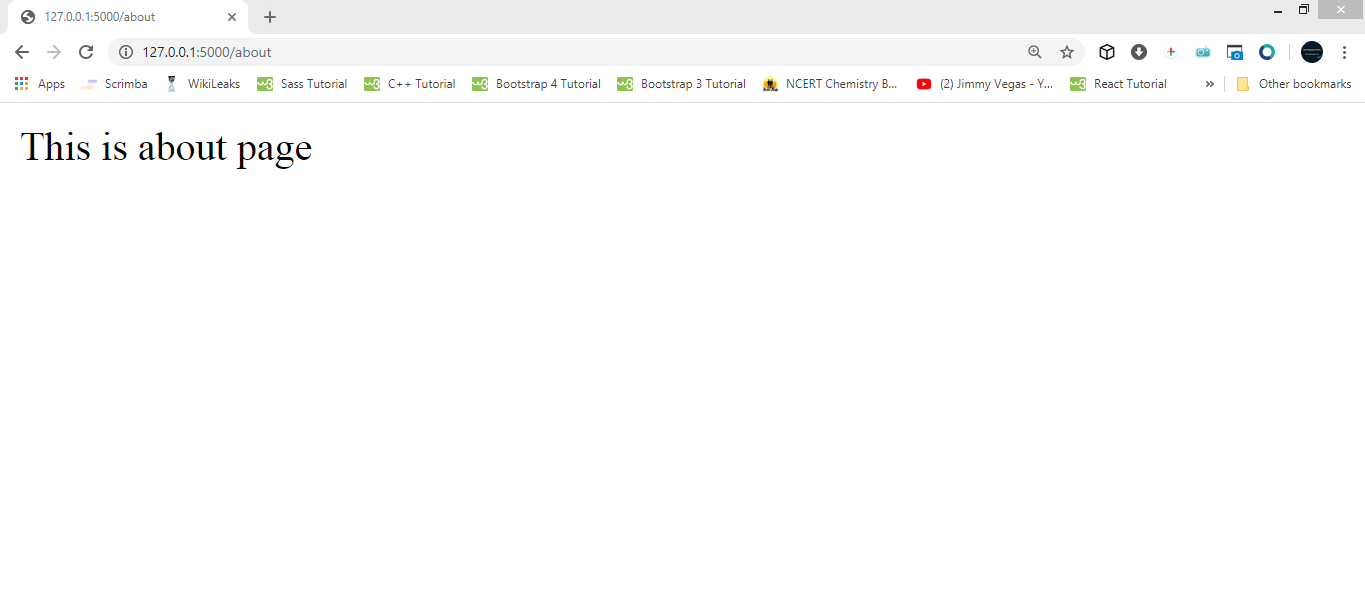 127.0.0.1:5000/about
127.0.0.1:5000/about
Apps Scrimba WikiLeaks Sass Tutorial C++ Tutorial Bootstrap 4 Tutorial Bootstrap 3 Tutorial NCERT Chemistry B... (2) Jimmy Vegas - Y... React Tutorial » Other bookmarks
This is about page